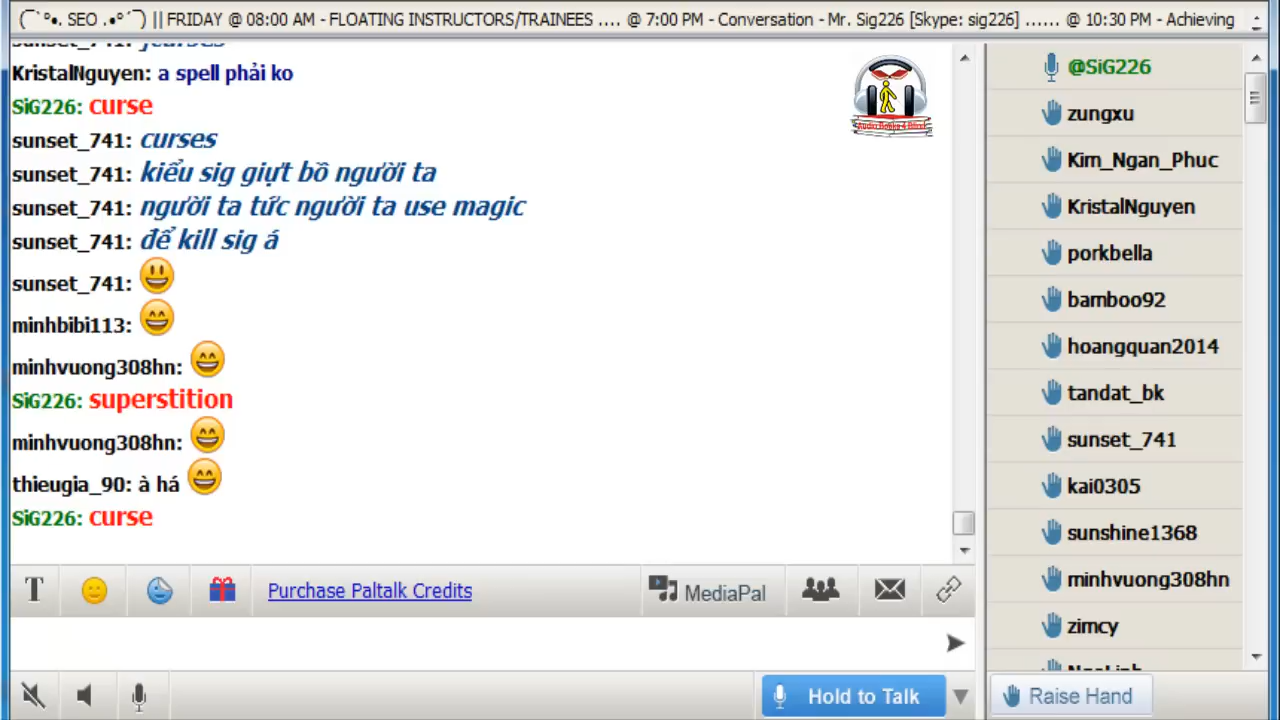 (¯`°•. SEO .•°´¯) || FRIDAY @ 08:00 AM - FLOATING INSTRUCTORS/TRAINEES .... @ 7:00 PM - Conversation - Mr. Sig226 [Skype: sig226] ...... @ 10:30 PM - Achieving
sunset_741: jcurses
KristalNguyen: a spell phải ko
SiG226: curse
sunset_741: curses
sunset_741: kiểu sig giựt bồ người ta
sunset_741: người ta tức người ta use magic
sunset_741: để kill sig á
sunset_741:
minhbibi113:
minhvuong308hn:
SiG226: superstition
minhvuong308hn:
thieugia_90: à há
SiG226: curse
T
Purchase Paltalk Credits
MediaPal
Hold to Talk
@SiG226
zungxu
Kim_Ngan_Phuc
KristalNguyen
porkbella
bamboo92
hoangquan2014
tandat_bk
sunset_741
kai0305
sunshine1368
minhvuong308hn
zimcy
Raise Hand